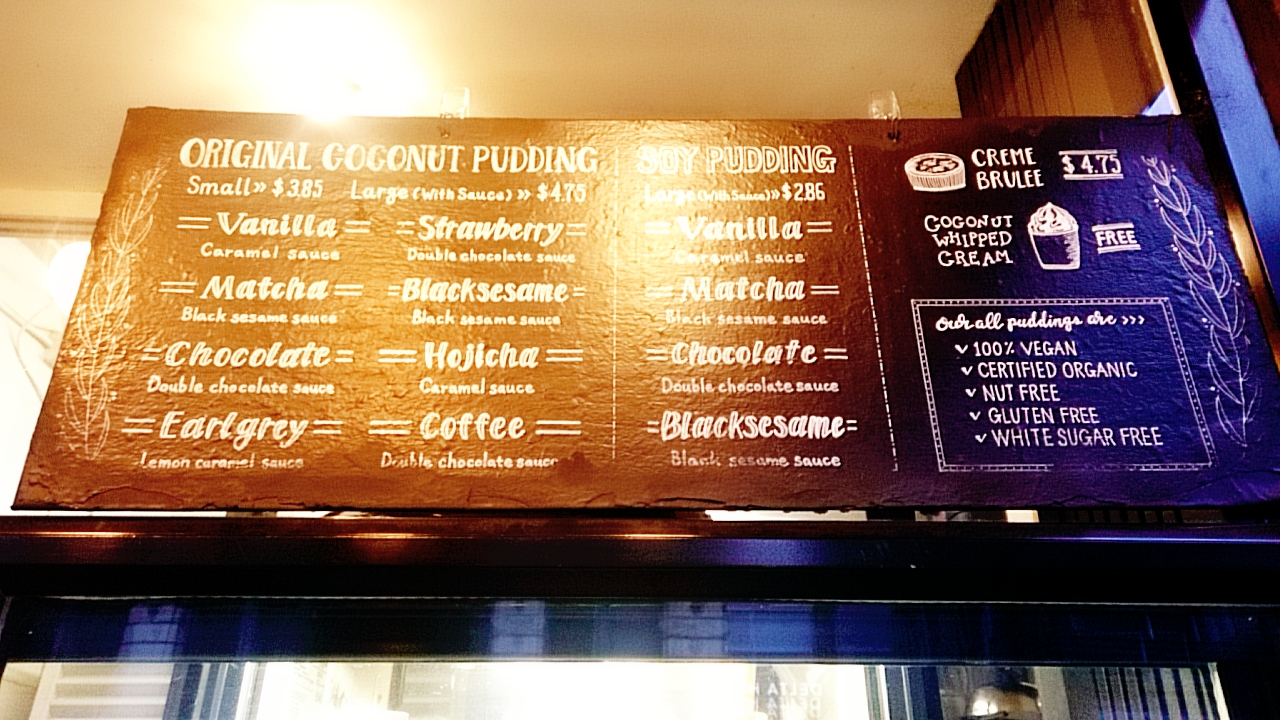 ORIGINAL COCONUT PUDDING
Small >> $3.85 Large (With Sauce) >> $4.75
Vanilla
Caramel sauce
Strawberry
Double chocolate sauce
Matcha
Black sesame sauce
Blacksesame
Black sesame sauce
Chocolate
Double chocolate sauce
Hojicha
Caramel sauce
Earlgrey
Lemon caramel sauce
Coffee
Double chocolate sauce
SOY PUDDING
Large (With Sauce) >> $2.86
Vanilla
Caramel sauce
Matcha
Black sesame sauce
Chocolate
Double chocolate sauce
Blacksesame
Black sesame sauce
CREME
BRULEE
$4.75
COCONUT
WHIPPED
CREAM
FREE
Our all puddings are >>>
✓ 100% VEGAN
✓ CERTIFIED ORGANIC
✓ NUT FREE
✓ GLUTEN FREE
✓ WHITE SUGAR FREE
DELTA